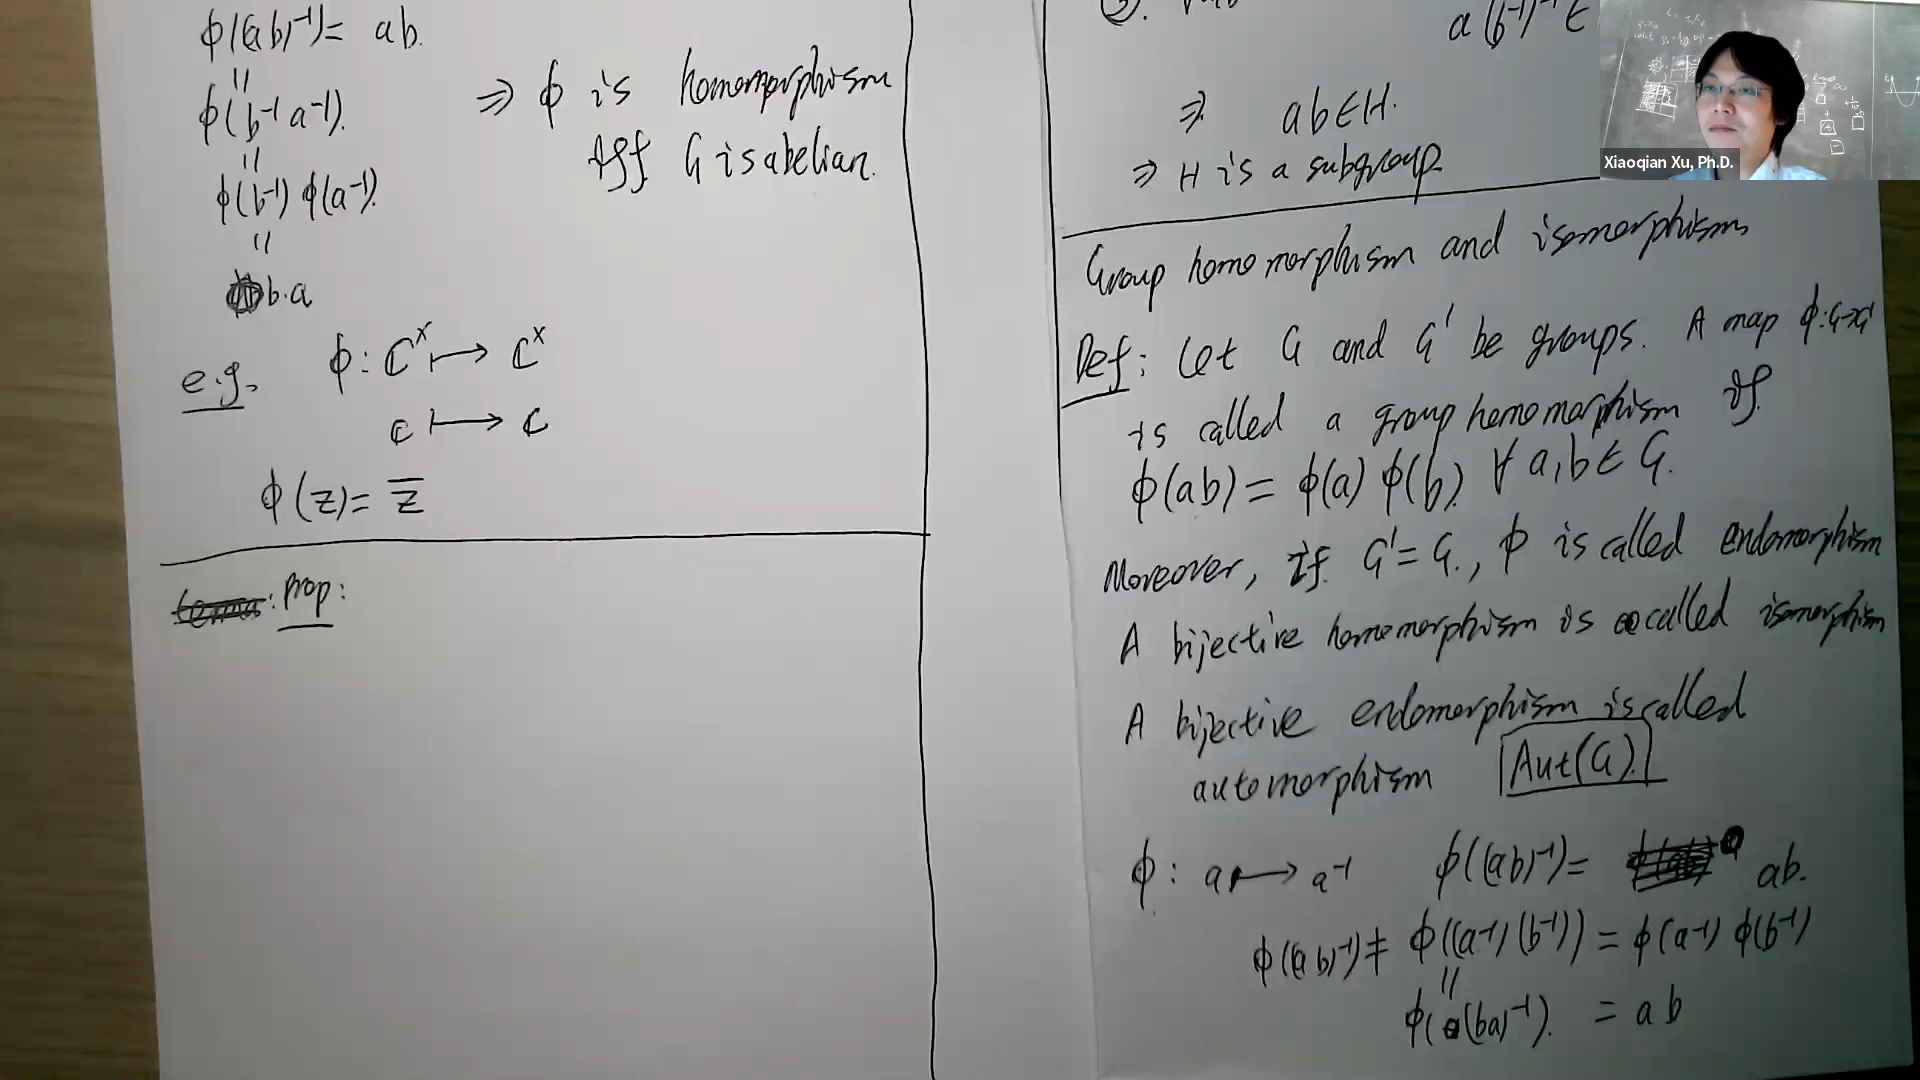 ϕ((ab)⁻¹) = ab.
"
ϕ(b⁻¹a⁻¹).
"
ϕ(b⁻¹) ϕ(a⁻¹).
"
b.a
⇒ ϕ is homomorphism
iff G is abelian.
e.g. ϕ: C^x ↦ C^x
c ↦ c
ϕ(z) = z̅
Prop:
a(b⁻¹)⁻¹ ∈
⇒ ab ∈ H.
⇒ H is a subgroup.
Group homomorphism and isomorphism
Def: Let G and G' be groups. A map ϕ: G→G'
is called a group homomorphism if
ϕ(ab) = ϕ(a) ϕ(b). ∀ a,b ∈ G.
Moreover, if G' = G., ϕ is called endomorphism
A bijective homomorphism is called isomorphism
A bijective endomorphism is called
automorphism Aut(G).
ϕ: a ↦ a⁻¹ ϕ((ab)⁻¹) = ab.
ϕ((ab)⁻¹) ≠ ϕ((a⁻¹)(b⁻¹)) = ϕ(a⁻¹) ϕ(b⁻¹)
"
ϕ((ba)⁻¹). = ab
Xiaoqian Xu, Ph.D.